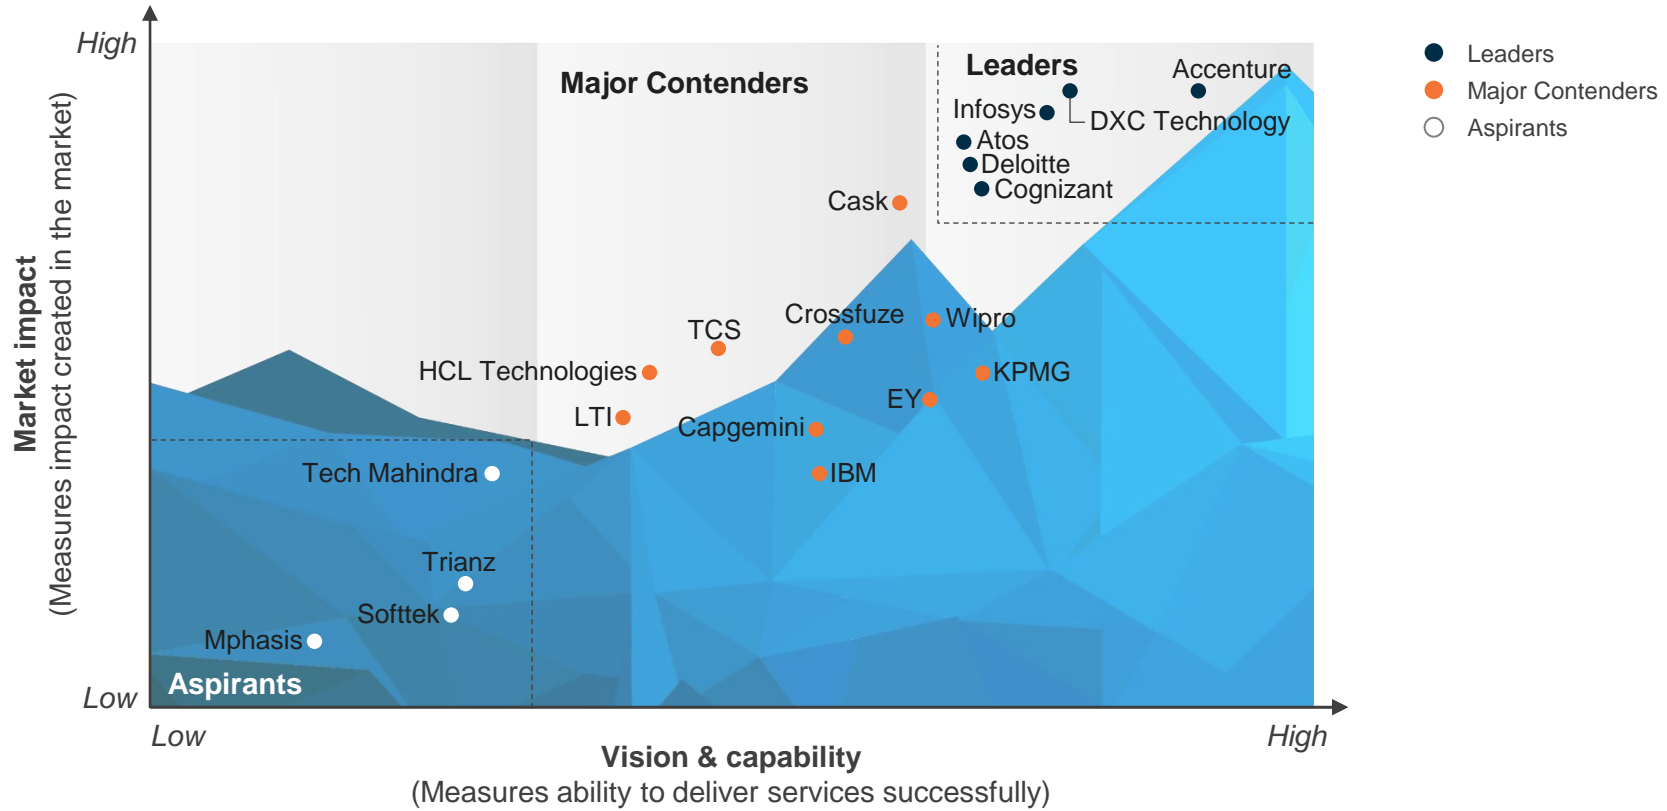 High
Major Contenders
Leaders
Accenture
Infosys
DXC Technology
Atos
Deloitte
Cognizant
Cask
Crossfuze
Wipro
TCS
HCL Technologies
KPMG
EY
LTI
Capgemini
IBM
Tech Mahindra
Trianz
Softtek
Mphasis
Aspirants
Low
Market impact
(Measures impact created in the market)
Low
High
Vision & capability
(Measures ability to deliver services successfully)
Leaders
Major Contenders
Aspirants